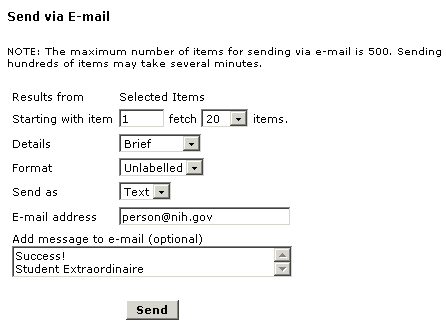 Send via E-mail
NOTE: The maximum number of items for sending via e-mail is 500. Sending
hundreds of items may take several minutes.
Results from Selected Items
Starting with item 1 fetch 20 items.
Details Brief
Format Unlabelled
Send as Text
E-mail address person@nih.gov
Add message to e-mail (optional)
Success!
Student Extraordinaire
Send